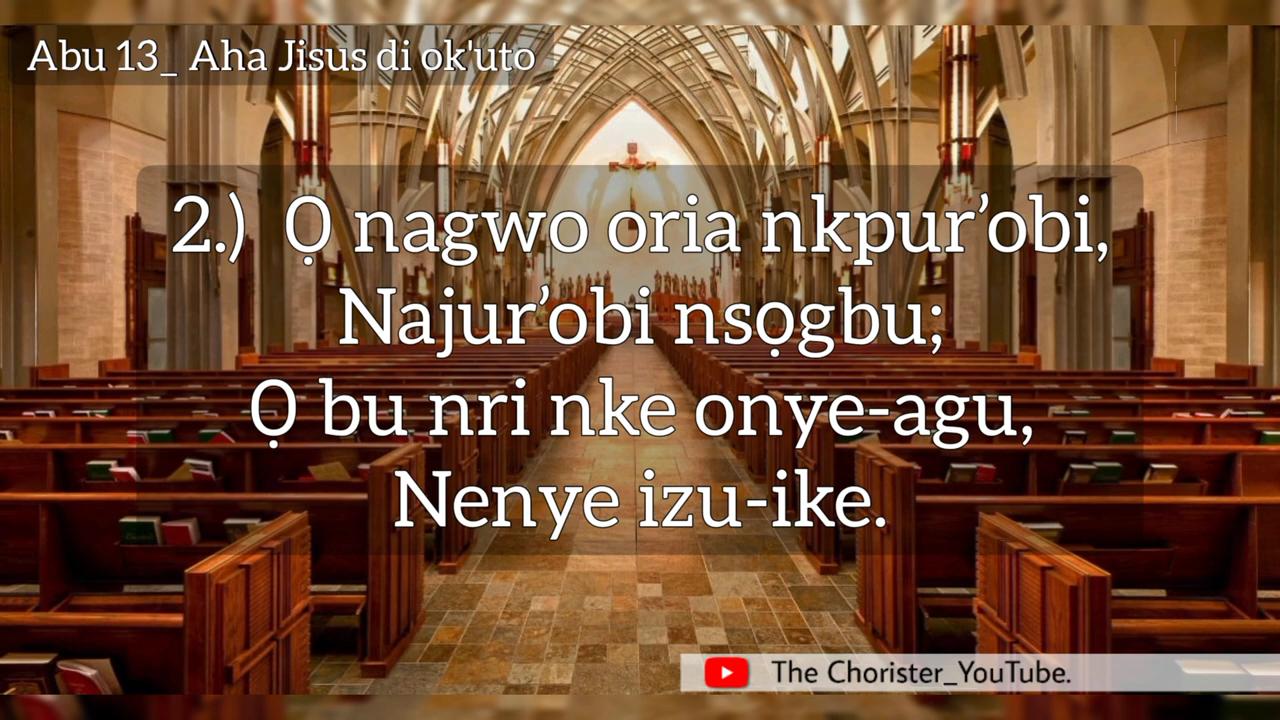 Abu 13_ Aha Jisus di ok'uto
2.) Ọ nagwo oria nkpur’obi,
Najur’obi nsọgbu;
Ọ bu nri nke onye-agu,
Nenye izu-ike.
The Chorister_YouTube.